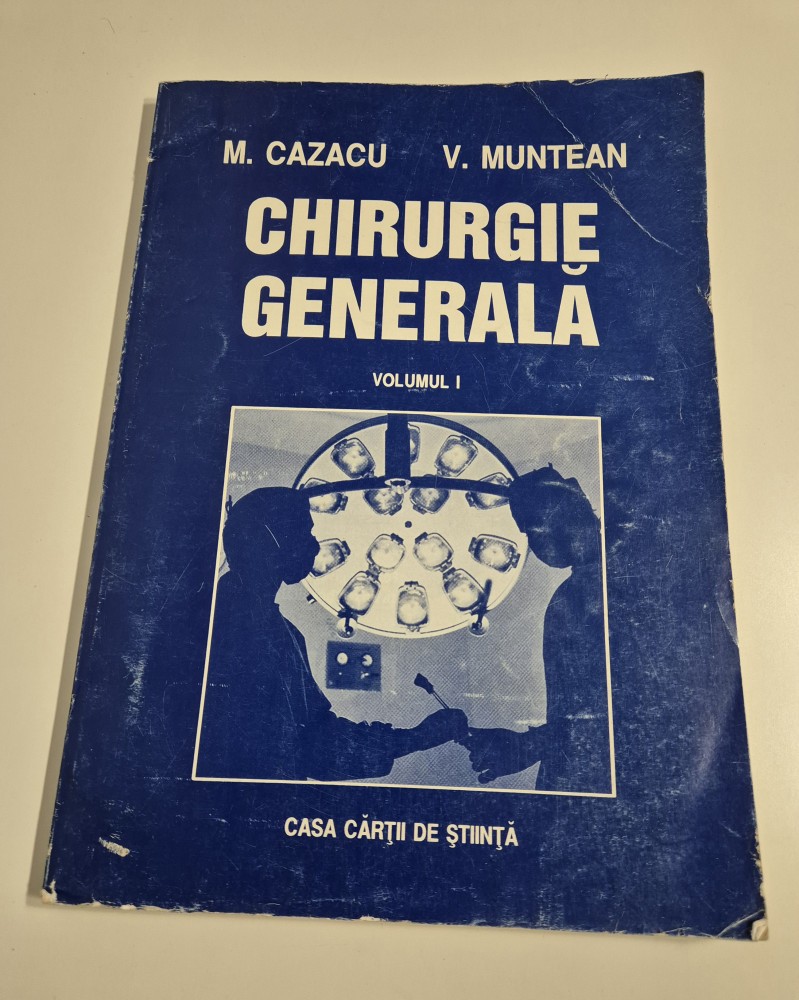 M. CAZACU V. MUNTEAN
CHIRURGIE
GENERALĂ
VOLUMUL I
CASA CĂRŢII DE ŞTIINŢĂ